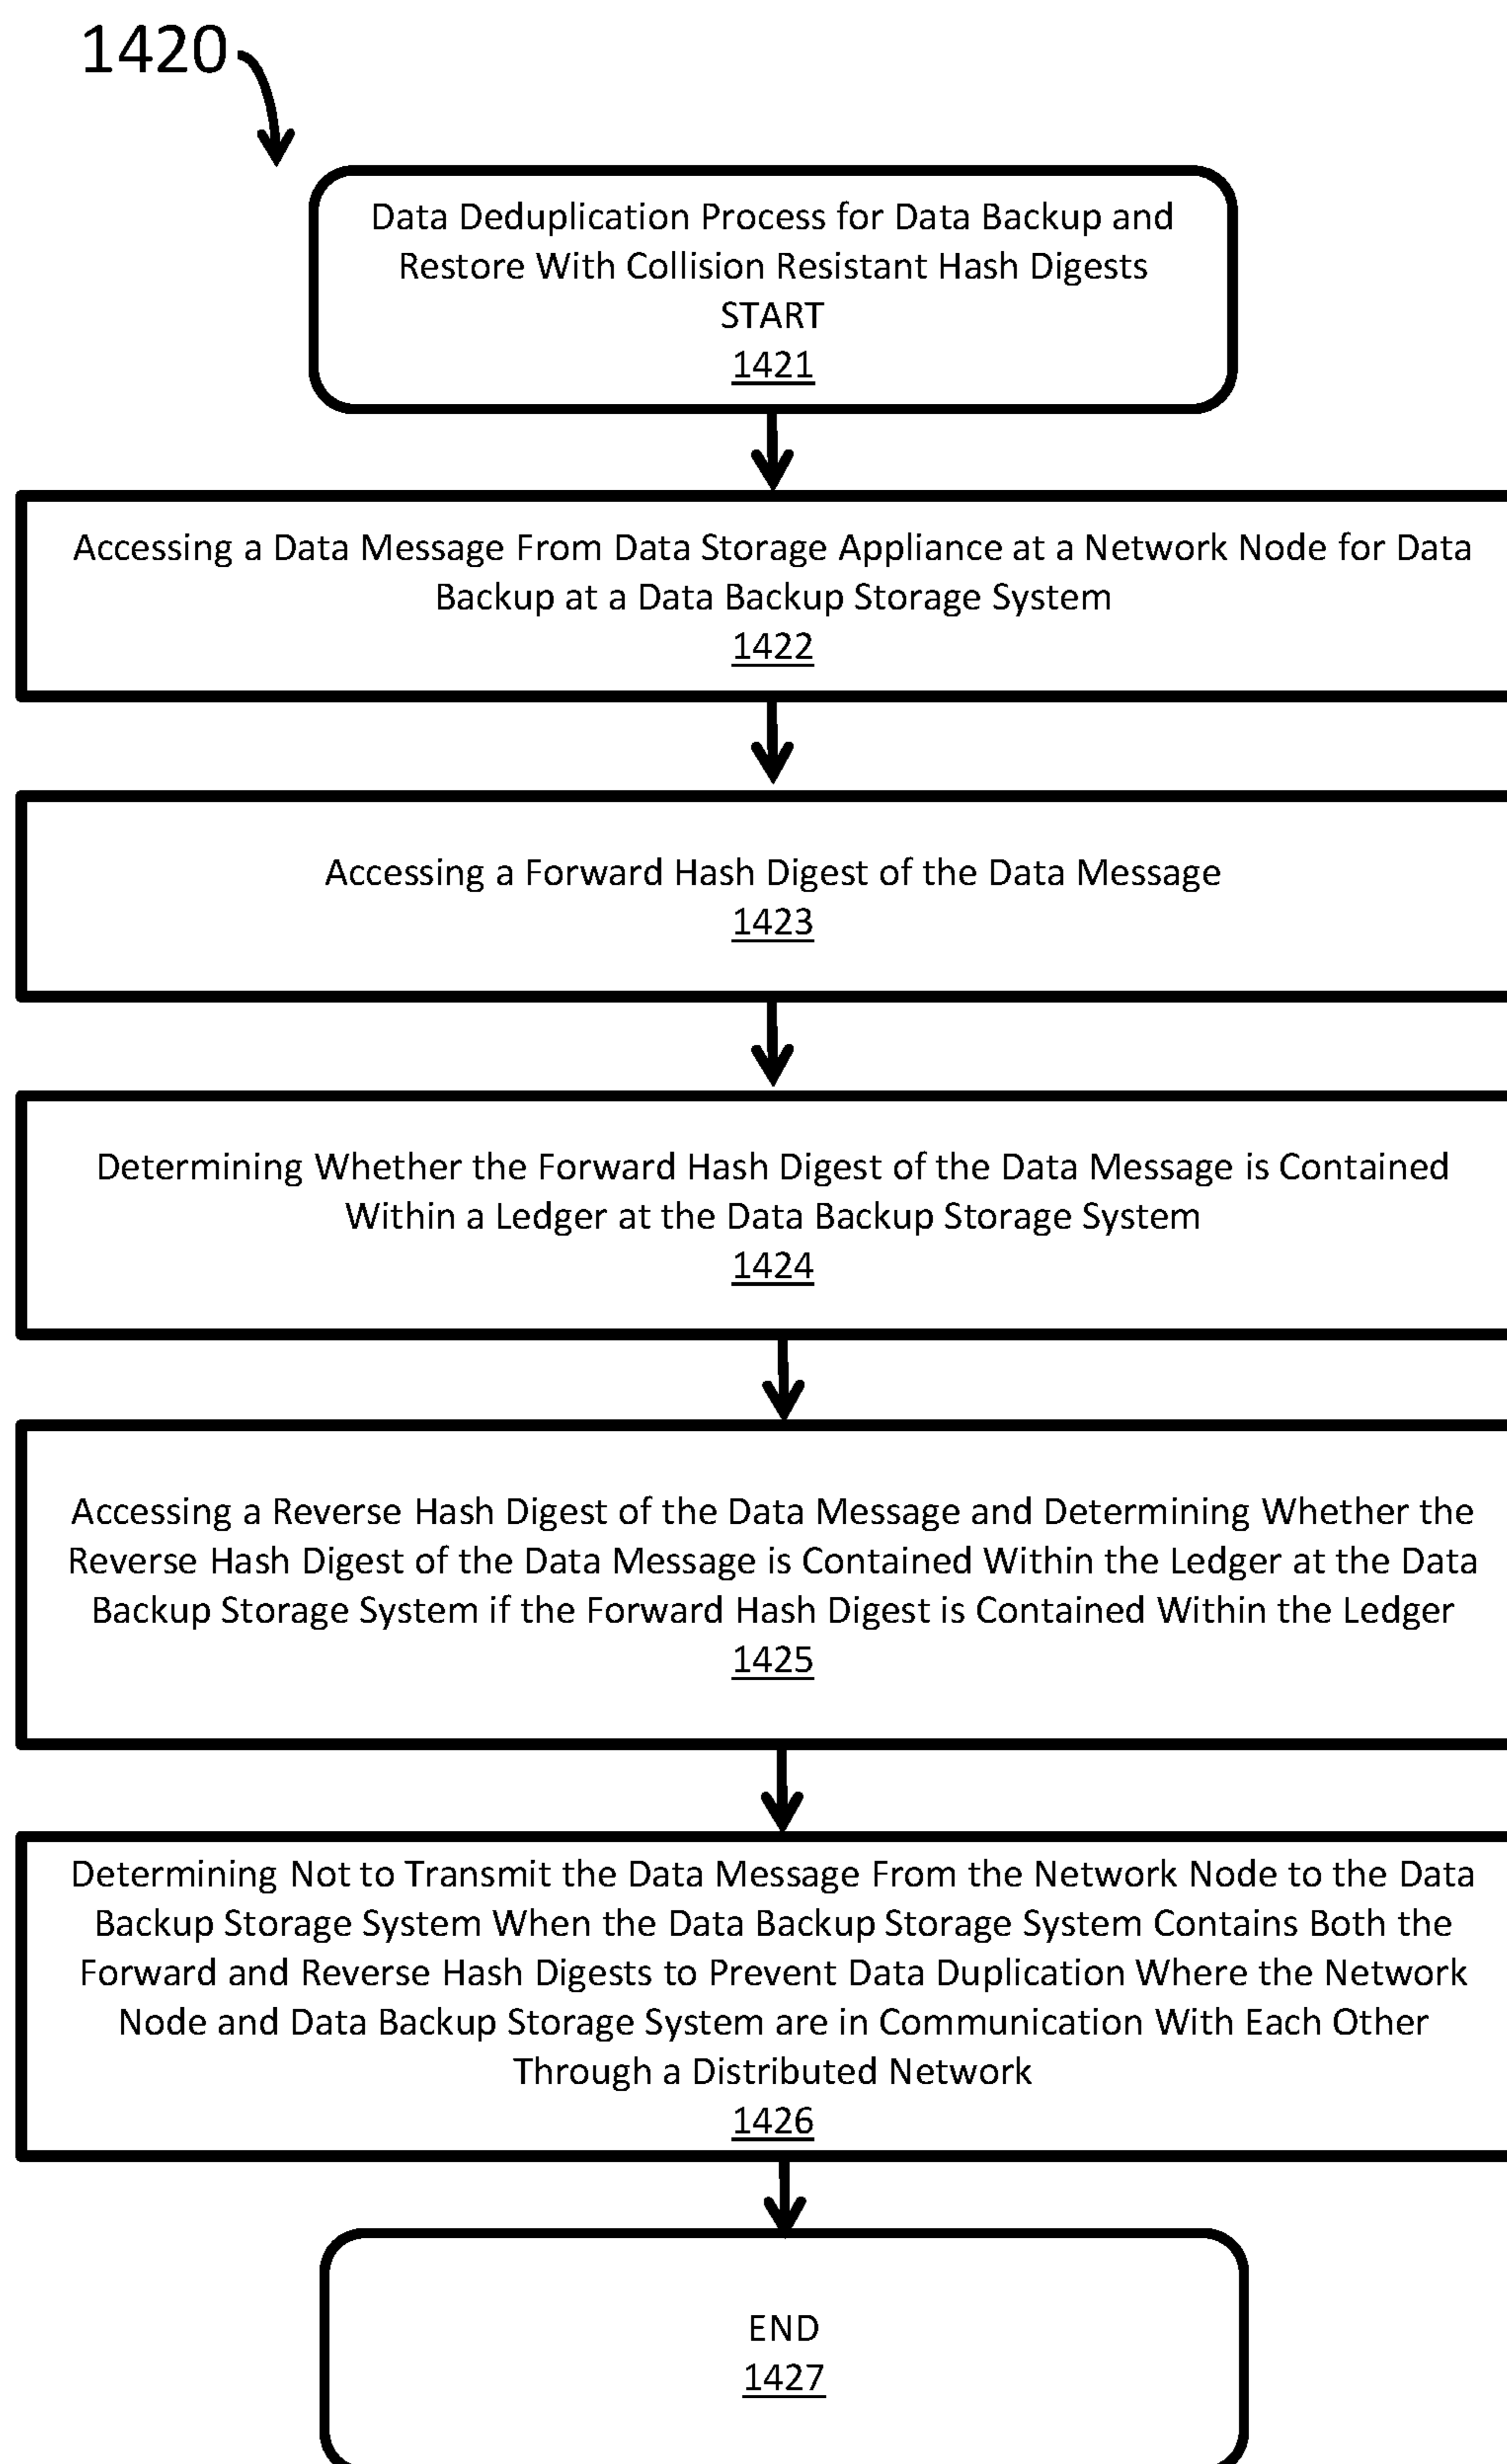 1420
Data Deduplication Process for Data Backup and
Restore With Collision Resistant Hash Digests
START
1421
Accessing a Data Message From Data Storage Appliance at a Network Node for Data
Backup at a Data Backup Storage System
1422
Accessing a Forward Hash Digest of the Data Message
1423
Determining Whether the Forward Hash Digest of the Data Message is Contained
Within a Ledger at the Data Backup Storage System
1424
Accessing a Reverse Hash Digest of the Data Message and Determining Whether the
Reverse Hash Digest of the Data Message is Contained Within the Ledger at the Data
Backup Storage System if the Forward Hash Digest is Contained Within the Ledger
1425
Determining Not to Transmit the Data Message From the Network Node to the Data
Backup Storage System When the Data Backup Storage System Contains Both the
Forward and Reverse Hash Digests to Prevent Data Duplication Where the Network
Node and Data Backup Storage System are in Communication With Each Other
Through a Distributed Network
1426
END
1427